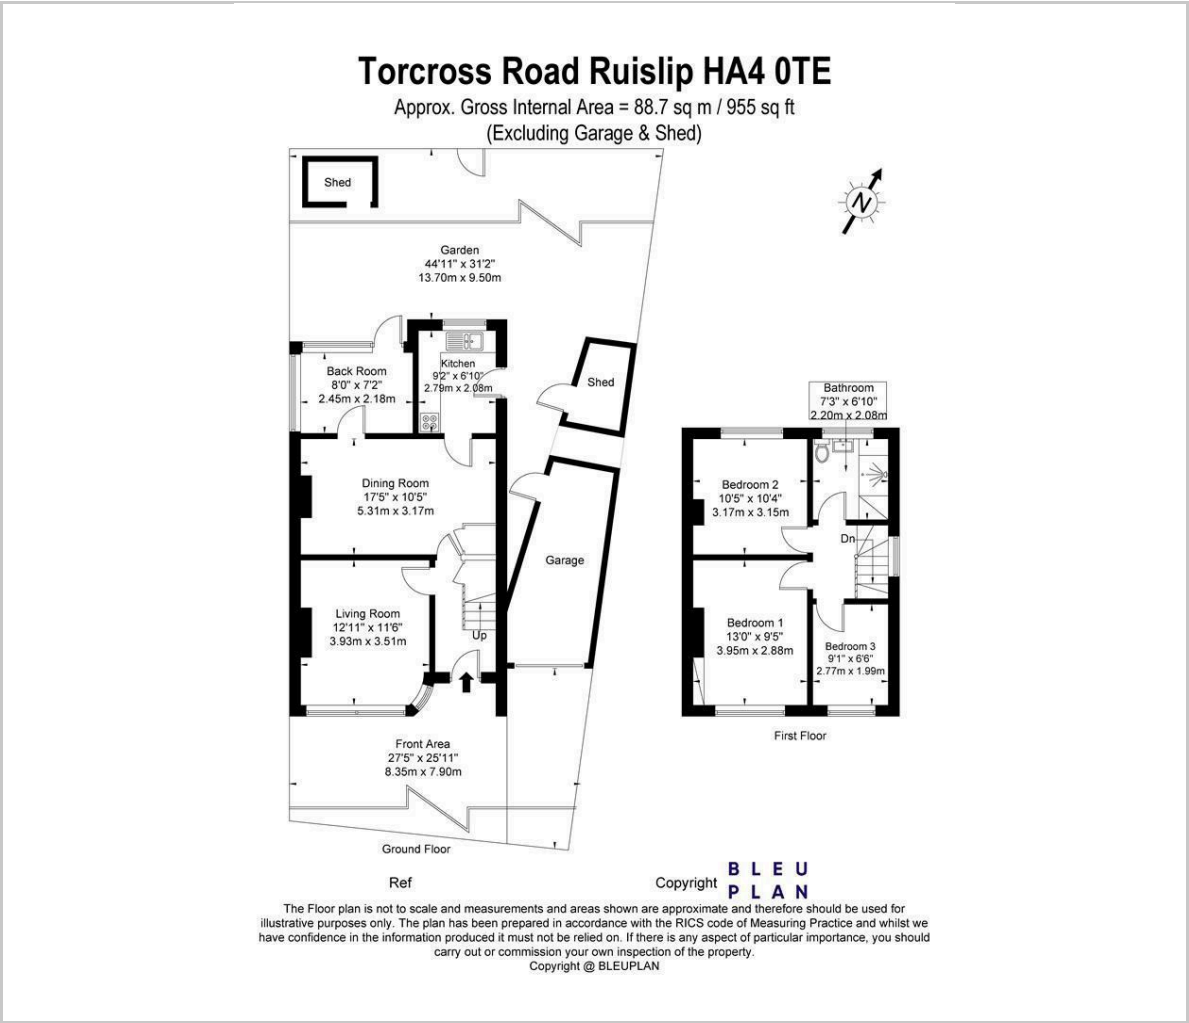 Torcross Road Ruislip HA4 0TE
Approx. Gross Internal Area = 88.7 sq m / 955 sq ft
(Excluding Garage & Shed)
Shed
N
Garden
44'11" x 31'2"
13.70m x 9.50m
Back Room
8'0" x 7'2"
2.45m x 2.18m
Kitchen
9'2" x 6'10"
2.79m x 2.08m
Shed
Dining Room
17'5" x 10'5"
5.31m x 3.17m
Garage
Living Room
12'11" x 11'6"
3.93m x 3.51m
Up
Front Area
27'5" x 25'11"
8.35m x 7.90m
Ground Floor
Bathroom
7'3" x 6'10"
2.20m x 2.08m
Bedroom 2
10'5" x 10'4"
3.17m x 3.15m
Dn
Bedroom 1
13'0" x 9'5"
3.95m x 2.88m
Bedroom 3
9'1" x 6'6"
2.77m x 1.99m
First Floor
Ref
Copyright
BLEU
PLAN
The Floor plan is not to scale and measurements and areas shown are approximate and therefore should be used for
illustrative purposes only. The plan has been prepared in accordance with the RICS code of Measuring Practice and whilst we
have confidence in the information produced it must not be relied on. If there is any aspect of particular importance, you should
carry out or commission your own inspection of the property.
Copyright @ BLEUPLAN